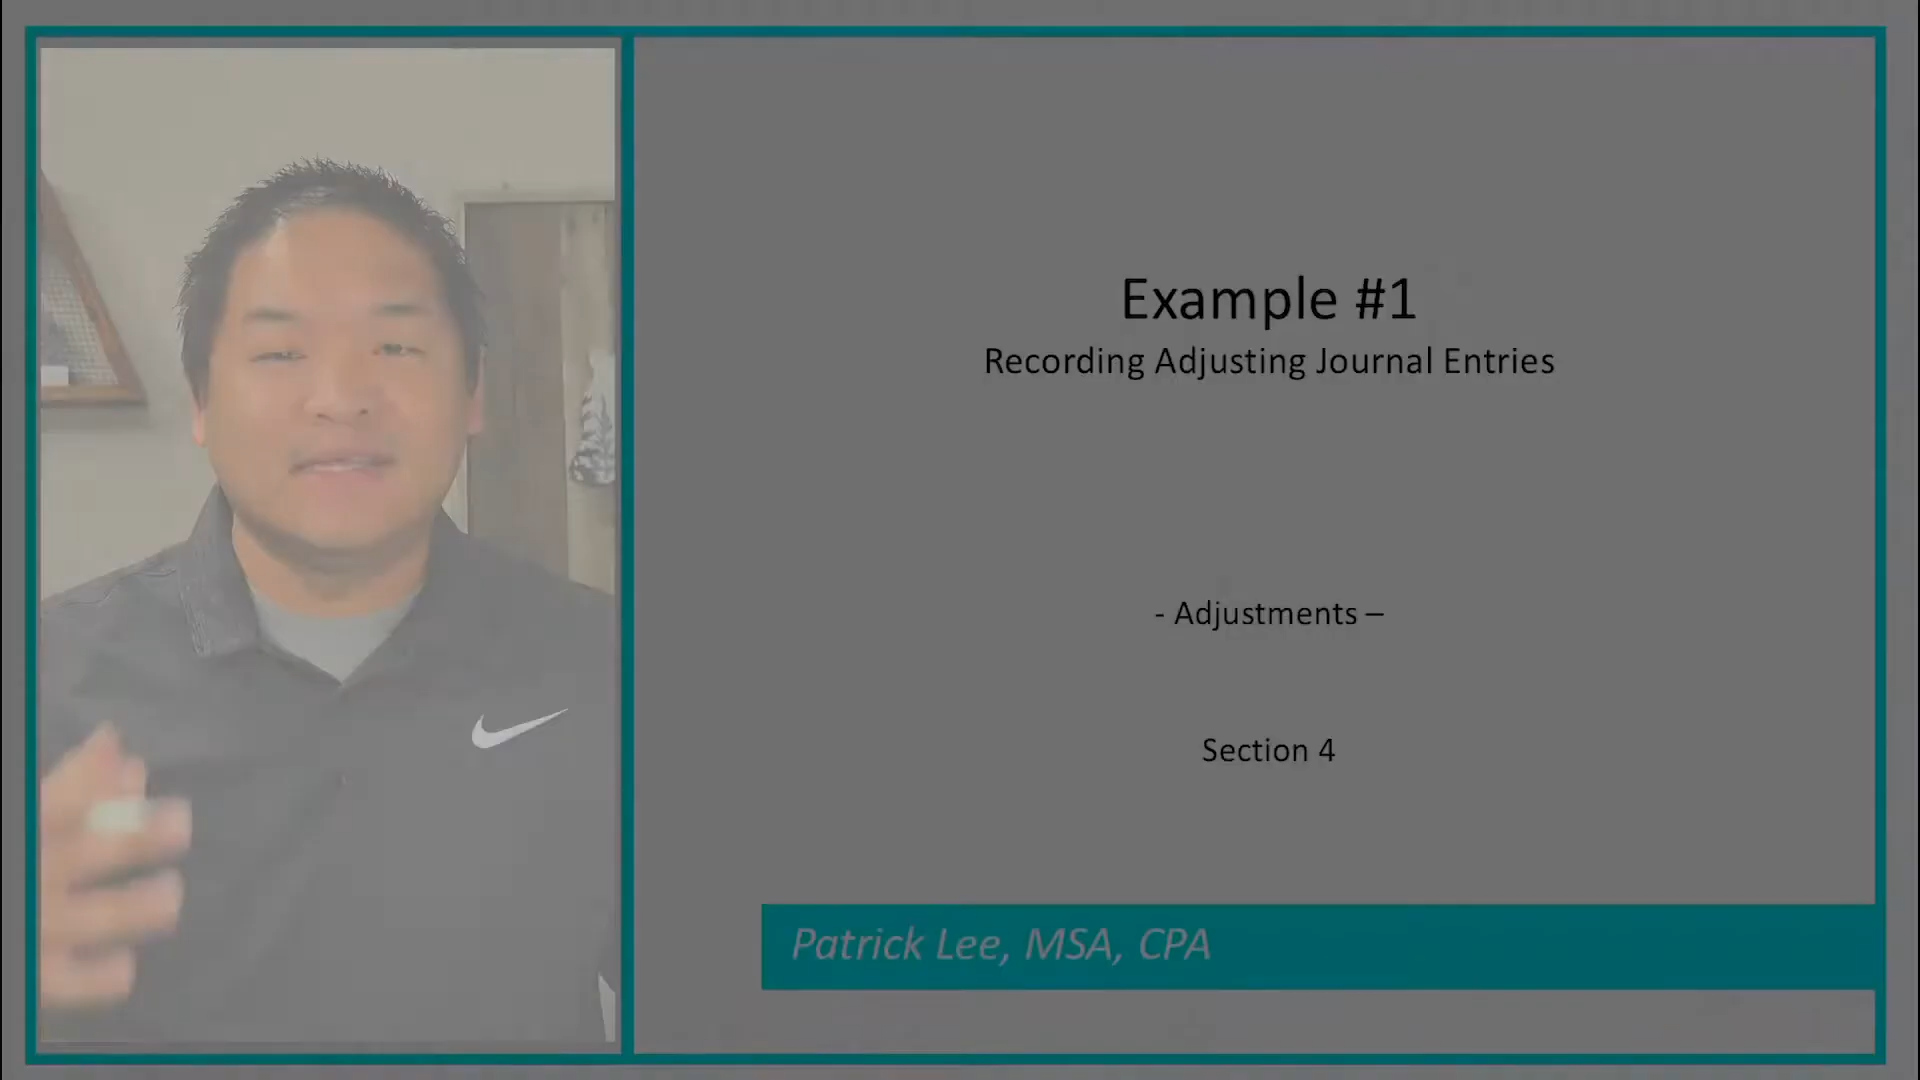 Example #1
Recording Adjusting Journal Entries
- Adjustments –
Section 4
Patrick Lee, MSA, CPA